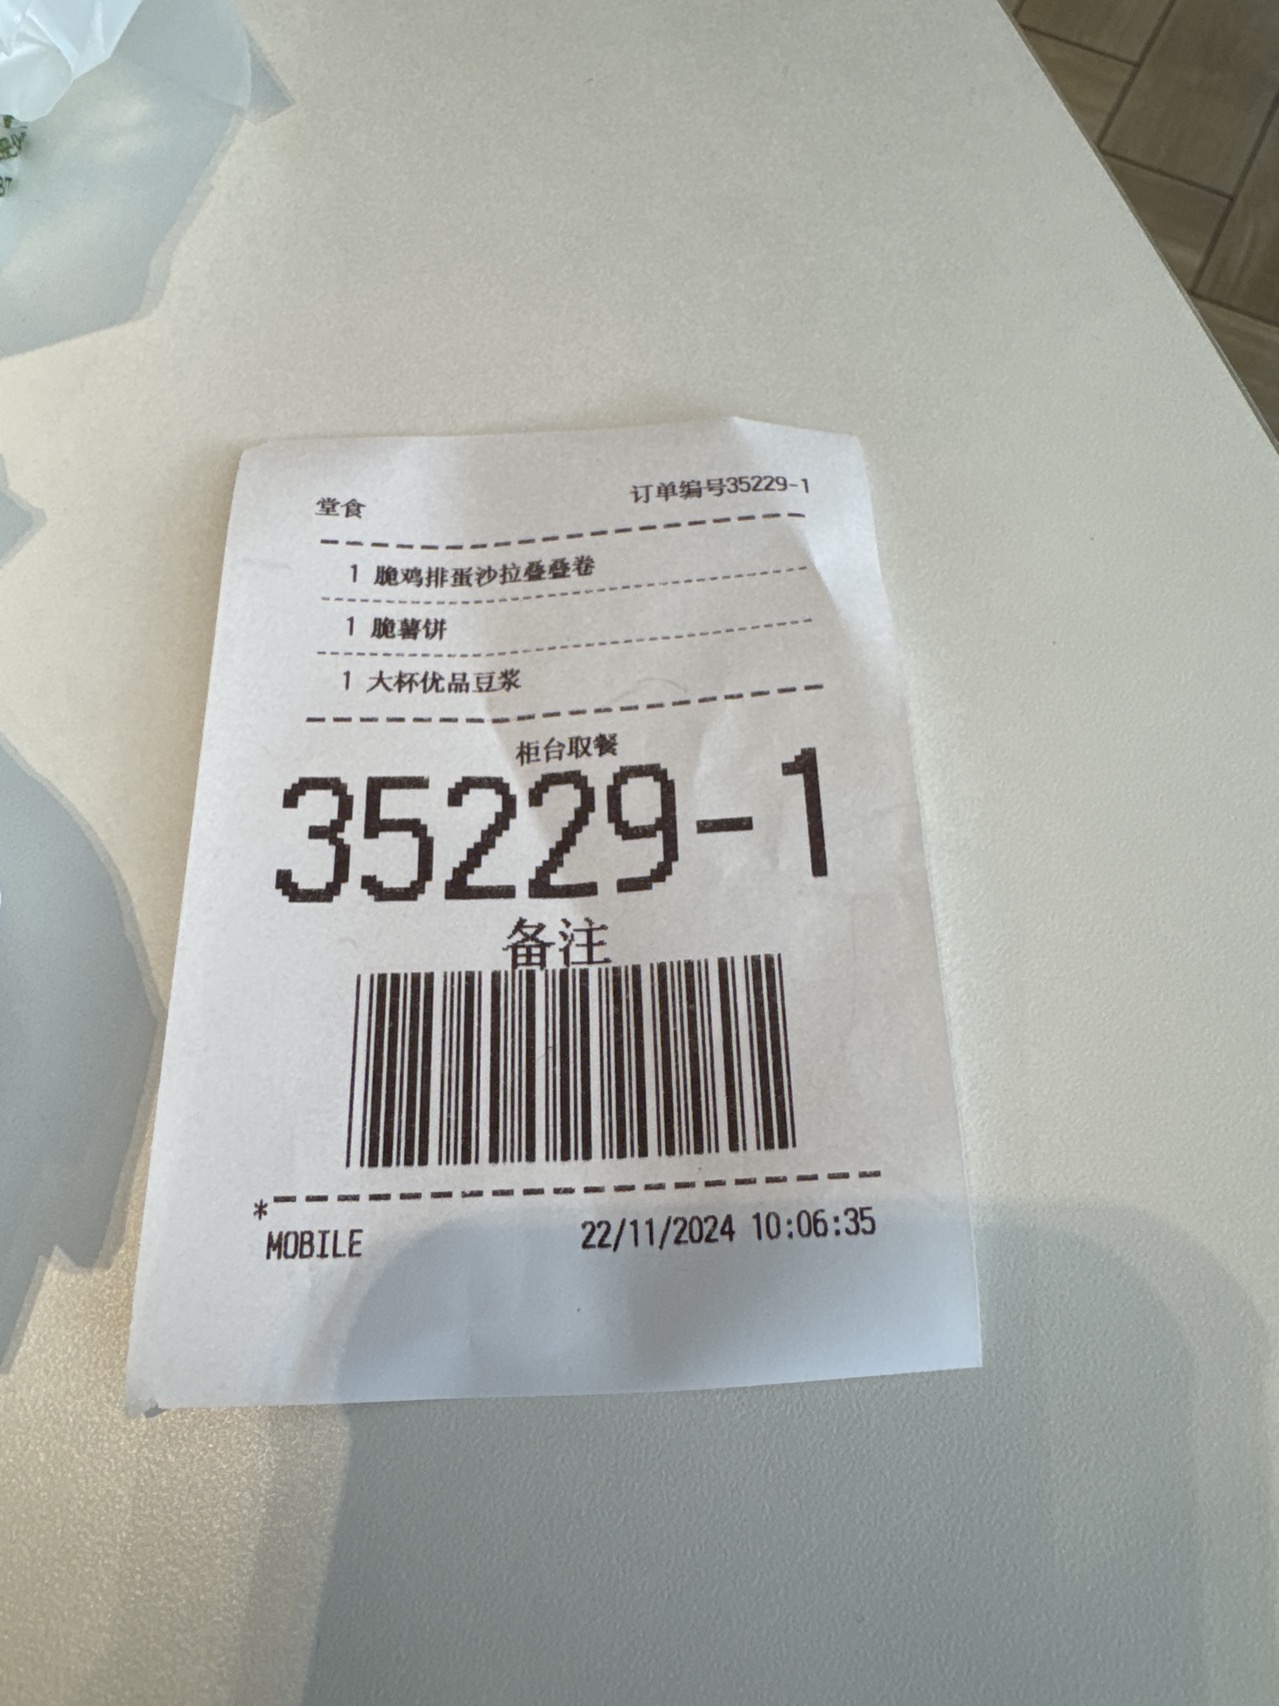 堂食 订单编号35229-1
1 脆鸡排蛋沙拉叠叠卷
1 脆薯饼
1 大杯优品豆浆
柜台取餐
35229-1
备注
*
MOBILE 22/11/2024 10:06:35